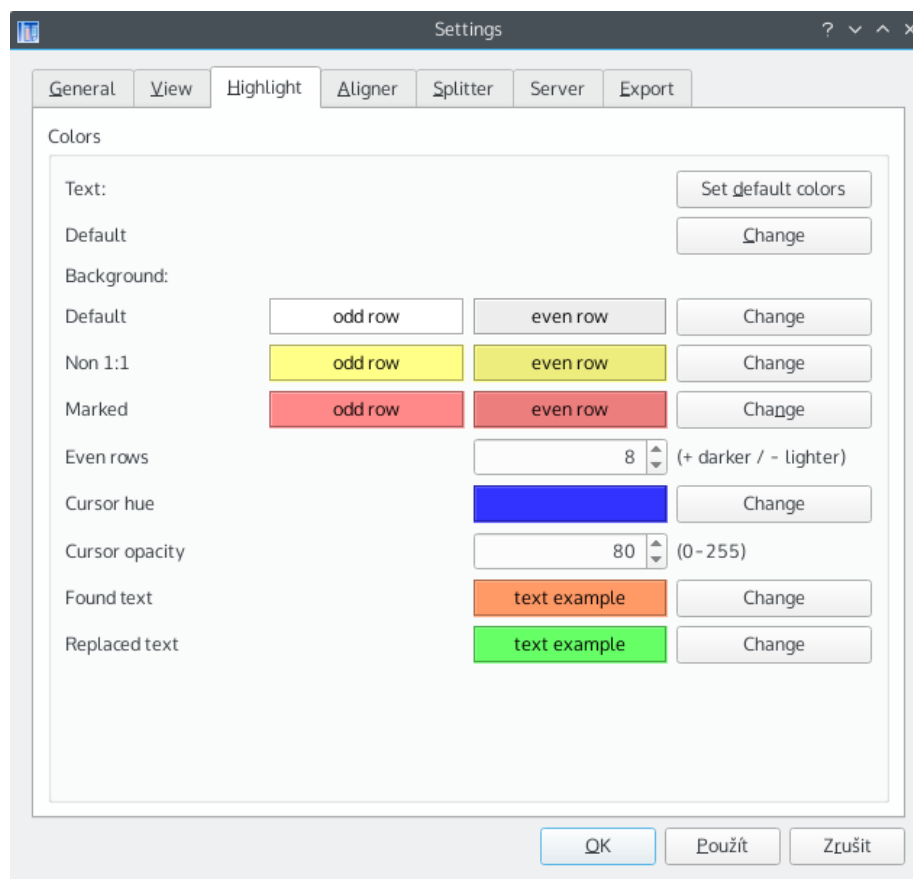 Settings
General View Highlight Aligner Splitter Server Export
Colors
Text: Set default colors
Default Change
Background:
Default odd row even row Change
Non 1:1 odd row even row Change
Marked odd row even row Change
Even rows 8 (+ darker / - lighter)
Cursor hue Change
Cursor opacity 80 (0-255)
Found text text example Change
Replaced text text example Change
OK Použít Zrušit